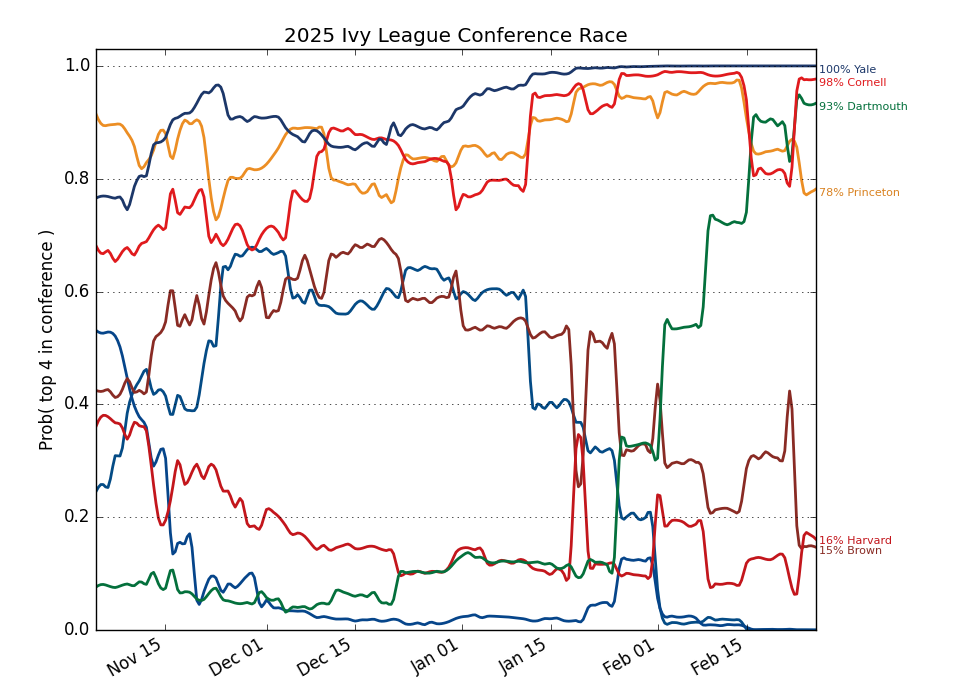 2025 Ivy League Conference Race
Prob( top 4 in conference )
1.0
0.8
0.6
0.4
0.2
0.0
100% Yale
98% Cornell
93% Dartmouth
78% Princeton
16% Harvard
15% Brown
Nov 15
Dec 01
Dec 15
Jan 01
Jan 15
Feb 01
Feb 15